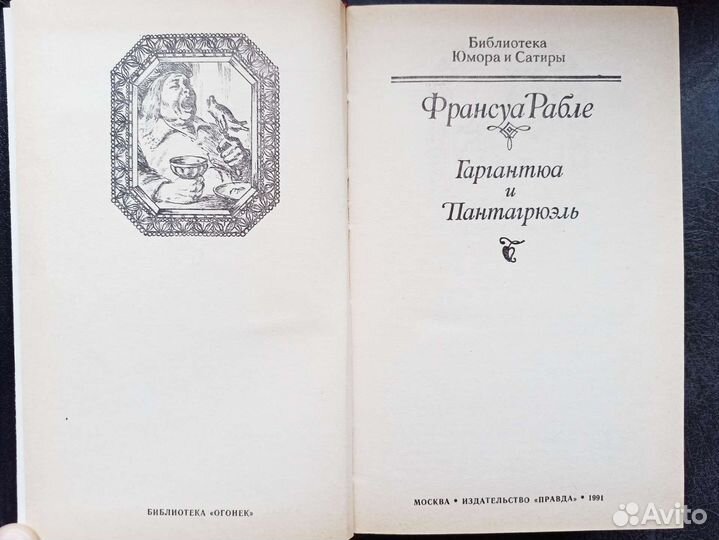 БИБЛИОТЕКА «ОГОНЕК»
Библиотека
Юмора и Сатиры
Франсуа Рабле
Гаргантюа
и
Пантагрюэль
МОСКВА • ИЗДАТЕЛЬСТВО «ПРАВДА» • 1991
Avito